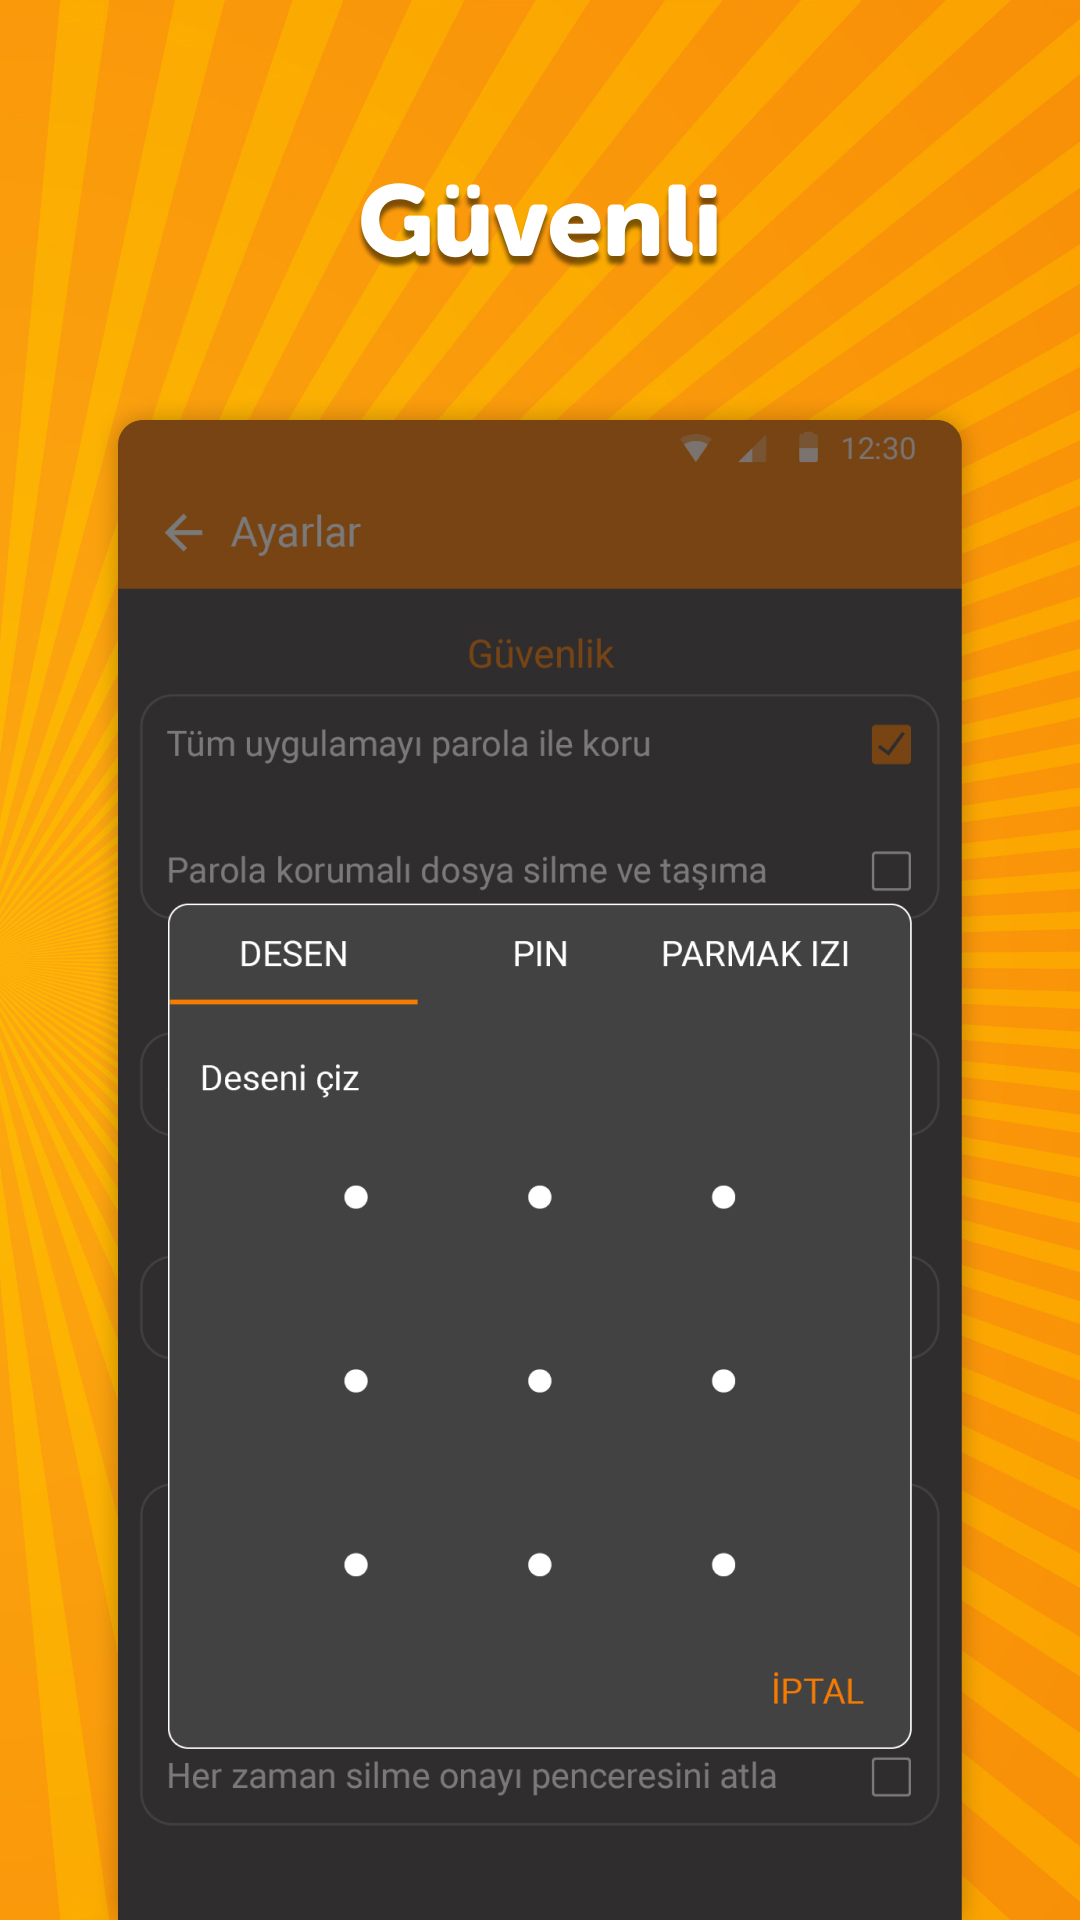 Güvenli
12:30
Ayarlar
Güvenlik
Tüm uygulamayı parola ile koru
Parola korumalı dosya silme ve taşıma
DESEN PIN PARMAK IZI
Deseni çiz
İPTAL
Her zaman silme onayı penceresini atla